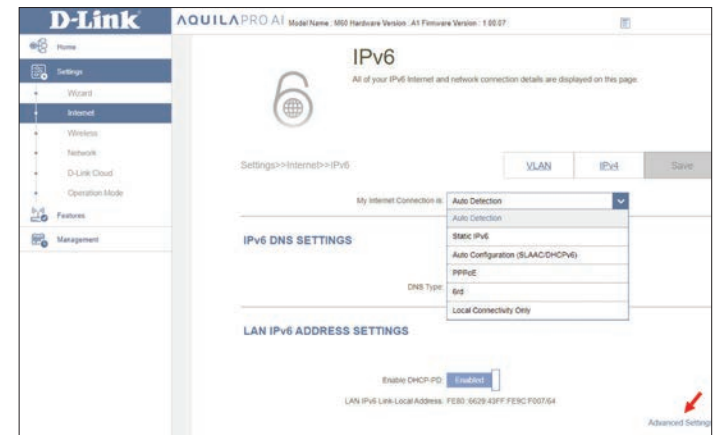 D-Link
AQUILA PRO AI Model Name : M60 Hardware Version : A1 Firmware Version : 1.00.07
Home
Settings
Wizard
Internet
Wireless
Network
D-Link Cloud
Operation Mode
Features
Management
IPv6
All of your IPv6 Internet and network connection details are displayed on this page.
Settings>>Internet>>IPv6
VLAN
IPv4
Save
My Internet Connection is: Auto Detection
Auto Detection
Static IPv6
Auto Configuration (SLAAC/DHCPv6)
PPPoE
6rd
Local Connectivity Only
IPv6 DNS SETTINGS
DNS Type:
LAN IPv6 ADDRESS SETTINGS
Enable DHCP-PD: Enabled
LAN IPv6 Link-Local Address: FE80::6629:43FF:FE9C:F007/64
Advanced Settings